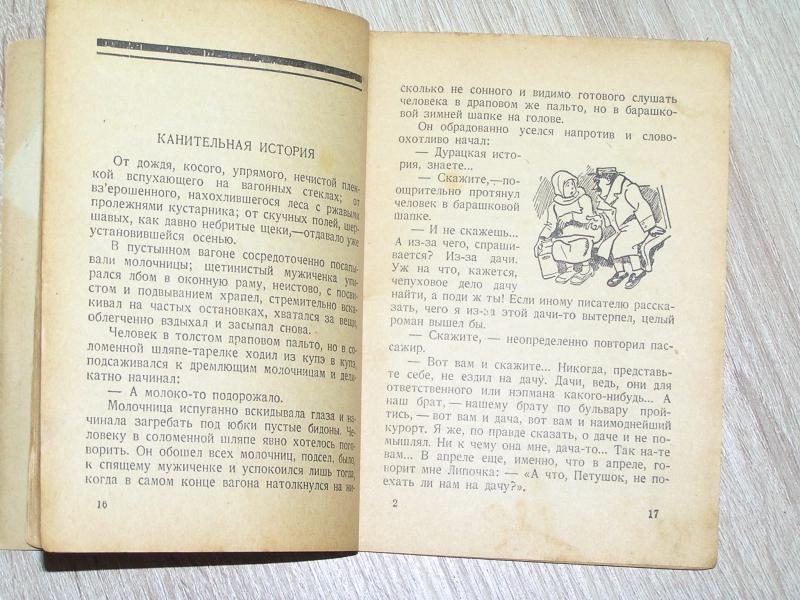 КАНИТЕЛЬНАЯ ИСТОРИЯ
От дождя, косого, упрямого, нечистой плен-
кой вспухающего на вагонных стеклах; от
вз'ерошенного, нахохлившегося леса с ржавыми
пролежнями кустарника; от скучных полей, шер-
шавых, как давно небритые щеки,—отдавало уже
установившейся осенью.
В пустынном вагоне сосредоточенно посапы-
вали молочницы; щетинистый мужиченка упи-
рался лбом в оконную раму, неистово, с посви-
стом и подвыванием храпел, стремительно вска-
кивал на частых остановках, хватался за вещи,
облегченно вздыхал и засыпал снова.
Человек в толстом драповом пальто, но в со-
ломенной шляпе-тарелке ходил из купэ в купэ,
подсаживался к дремлющим молочницам и дели-
катно начинал:
— А молоко-то подорожало.
Молочница испуганно вскидывала глаза и на-
чинала загребать под юбки пустые бидоны. Че-
ловеку в соломенной шляпе явно хотелось пого-
ворить. Он обошел всех молочниц, подсел, было,
к спящему мужиченке и успокоился лишь тогда,
когда в самом конце вагона натолкнулся на ни-
16
сколько не сонного и видимо готового слушать
человека в драповом же пальто, но в барашко-
вой зимней шапке на голове.
Он обрадованно уселся напротив и слово-
охотливо начал:
— Дурацкая исто-
рия, знаете...
— Скажите,—по-
ощрительно протянул
человек в барашковой
шапке.
— И не скажешь...
А из-за чего, спраши-
вается? Из-за дачи.
Уж на что, кажется,
чепуховое дело дачу
найти, а поди ж ты! Если иному писателю расска-
зать, чего я из-за этой дачи-то вытерпел, целый
роман вышел бы.
— Скажите, — неопределенно повторил пас-
сажир.
— Вот вам и скажите... Никогда, представь-
те себе, не ездил на дачу. Дачи, ведь, они для
ответственного или нэпмана какого-нибудь... А
наш брат, — нашему брату по бульвару прой-
тись, — вот вам и дача, вот вам и наимоднейший
курорт. Я же, по правде сказать, о даче и не по-
мышлял. Ни к чему она мне, дача-то... Так на-те
вам... В апреле еще, именно, что в апреле, го-
ворит мне Липочка: — «А что, Петушок, не по-
ехать ли нам на дачу?».
2
17